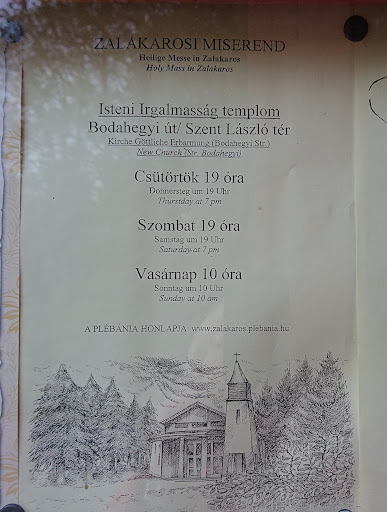 ZALAKAROSI MISEREND
Heilige Messe in Zalakaros
Holy Mass in Zalakaros
Isteni Irgalmasság templom
Bodahegyi út/ Szent László tér
Kirche Göttliche Erbarmung (Bodahegyi Str.)
New Church (Str. Bodahegyi)
Csütörtök 19 óra
Donnersteg um 19 Uhr
Thurstday at 7 pm
Szombat 19 óra
Samstag um 19 Uhr
Saturday at 7 pm
Vasárnap 10 óra
Sonntag um 10 Uhr
Sunday at 10 am
A PLÉBÁNIA HONLAPJA: www.zalakaros.plebania.hu